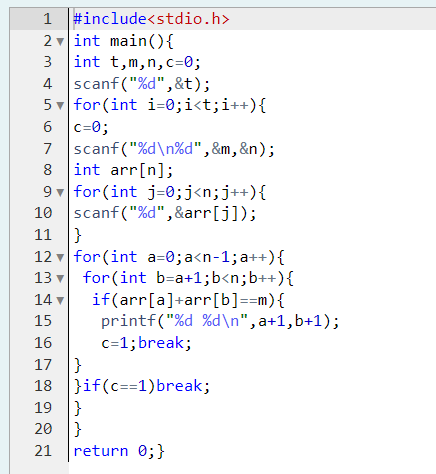 1 #include<stdio.h>
2 int main(){
3 int t,m,n,c=0;
4 scanf("%d",&t);
5 for(int i=0;i<t;i++){
6 c=0;
7 scanf("%d\n%d",&m,&n);
8 int arr[n];
9 for(int j=0;j<n;j++){
10 scanf("%d",&arr[j]);
11 }
12 for(int a=0;a<n-1;a++){
13  for(int b=a+1;b<n;b++){
14   if(arr[a]+arr[b]==m){
15    printf("%d %d\n",a+1,b+1);
16    c=1;break;
17 }
18 }if(c==1)break;
19 }
20 }
21 return 0;}